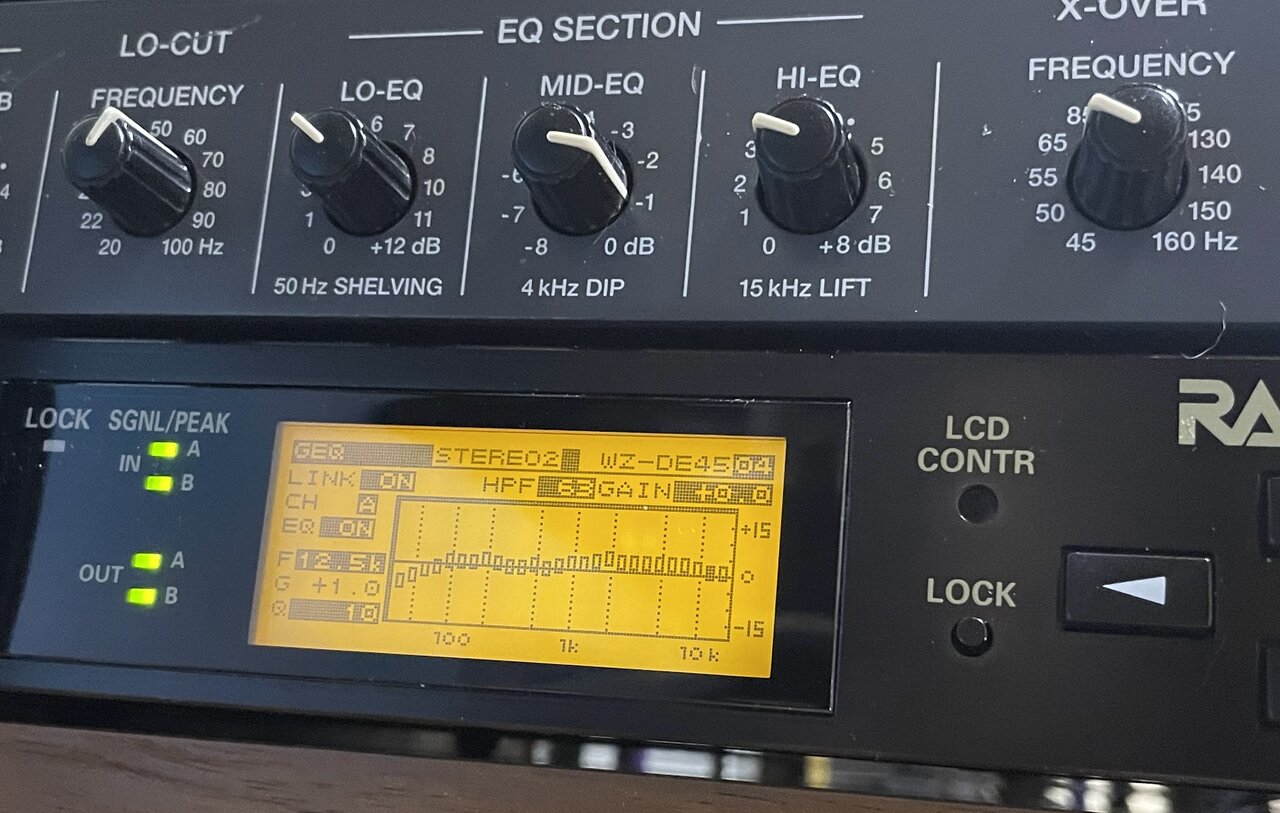 LO-CUT
EQ SECTION
X-OVER
FREQUENCY
LO-EQ
MID-EQ
HI-EQ
FREQUENCY
B
50 60
70
80
22 90
20 100 Hz
6 7
8
10
1 11
0 +12 dB
-3
-2
-7 -1
-8 0 dB
3 5
2 6
1 7
0 +8 dB
65 130
55 140
50 150
45 160 Hz
4
50 Hz SHELVING
4 kHz DIP
15 kHz LIFT
LOCK SGNL/PEAK
IN A
B
OUT A
B
GEQ STEREO2 WZ-DE45
LINK ON HPF 33 GAIN
CH A
EQ ON
F 12.5k
G +1.0
Q
+15
0
-15
100 1k 10k
LCD
CONTR
LOCK
RA